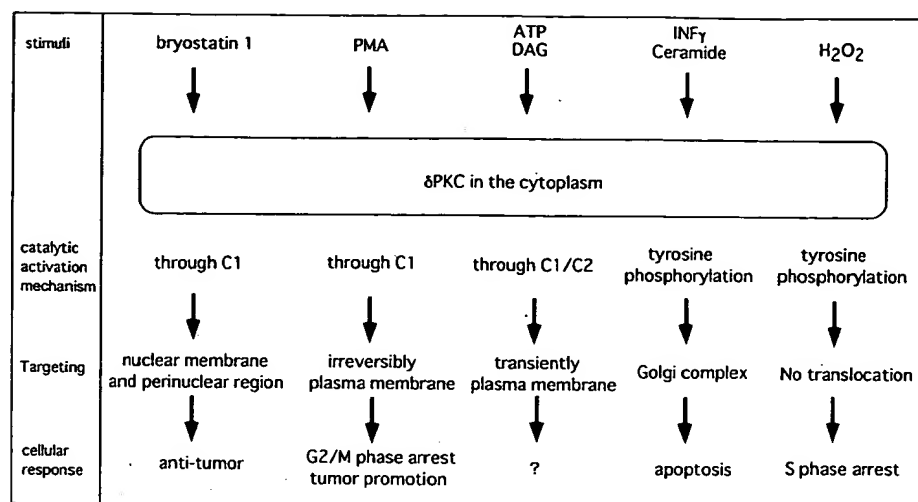 stimuli
bryostatin 1
PMA
ATP
DAG
INFγ
Ceramide
H2O2
δPKC in the cytoplasm
catalytic
activation
mechanism
through C1
through C1
through C1/C2
tyrosine
phosphorylation
tyrosine
phosphorylation
Targeting
nuclear membrane
and perinuclear region
irreversibly
plasma membrane
transiently
plasma membrane
Golgi complex
No translocation
cellular
response
anti-tumor
G2/M phase arrest
tumor promotion
?
apoptosis
S phase arrest